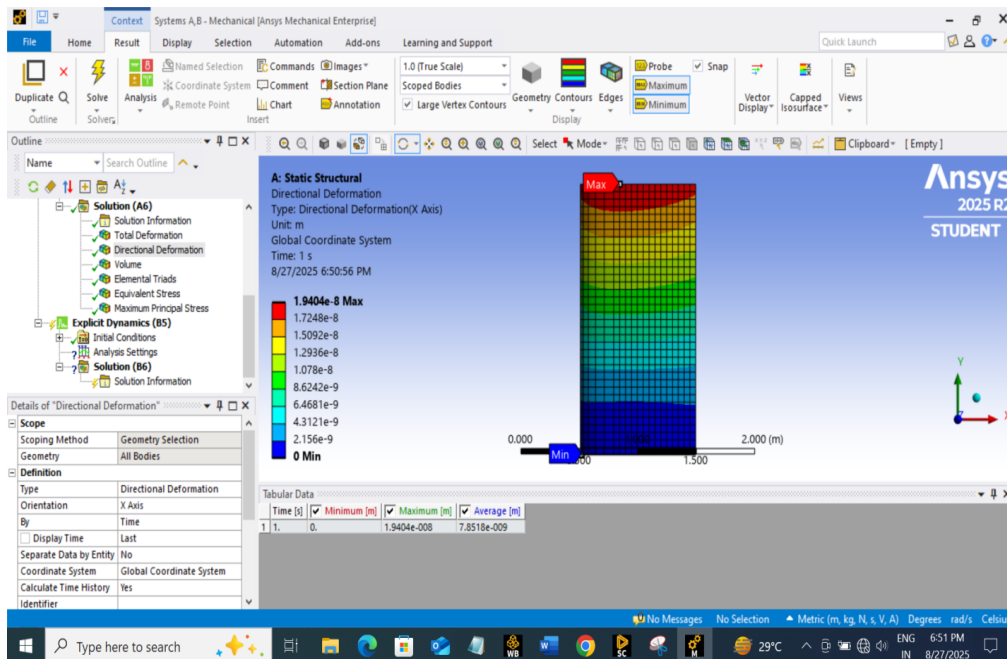 Context Systems A,B - Mechanical [Ansys Mechanical Enterprise]
File Home Result Display Selection Automation Add-ons Learning and Support Quick Launch
Duplicate
Outline
Solve
Solver
Analysis
Named Selection
Coordinate System
Remote Point
Commands
Comment
Chart
Images
Section Plane
Annotation
Insert
1.0 (True Scale)
Scoped Bodies
Large Vertex Contours
Geometry Contours Edges
Probe Snap
Maximum
Minimum
Display
Vector Display
Capped Isosurface
Views
Outline
Name Search Outline
Select Mode Clipboard [ Empty ]
Solution (A6)
Solution Information
Total Deformation
Directional Deformation
Volume
Elemental Triads
Equivalent Stress
Maximum Principal Stress
Explicit Dynamics (B5)
Initial Conditions
Analysis Settings
Solution (B6)
Solution Information
Details of "Directional Deformation"
Scope
Scoping Method Geometry Selection
Geometry All Bodies
Definition
Type Directional Deformation
Orientation X Axis
By Time
Display Time Last
Separate Data by Entity No
Coordinate System Global Coordinate System
Calculate Time History Yes
Identifier
A: Static Structural
Directional Deformation
Type: Directional Deformation(X Axis)
Unit: m
Global Coordinate System
Time: 1 s
8/27/2025 6:50:56 PM
1.9404e-8 Max
1.7248e-8
1.5092e-8
1.2936e-8
1.078e-8
8.6242e-9
6.4681e-9
4.3121e-9
2.156e-9
0 Min
Max
Min
Ansys
2025 R2
STUDENT
Y
X
Z
0.000 2.000 (m)
1.500
Tabular Data
Time [s] Minimum [m] Maximum [m] Average [m]
1 1. 0. 1.9404e-008 7.8518e-009
No Messages No Selection Metric (m, kg, N, s, V, A) Degrees rad/s Celsiu
Type here to search
WB
SC
M
29°C
ENG
IN
6:51 PM
8/27/2025